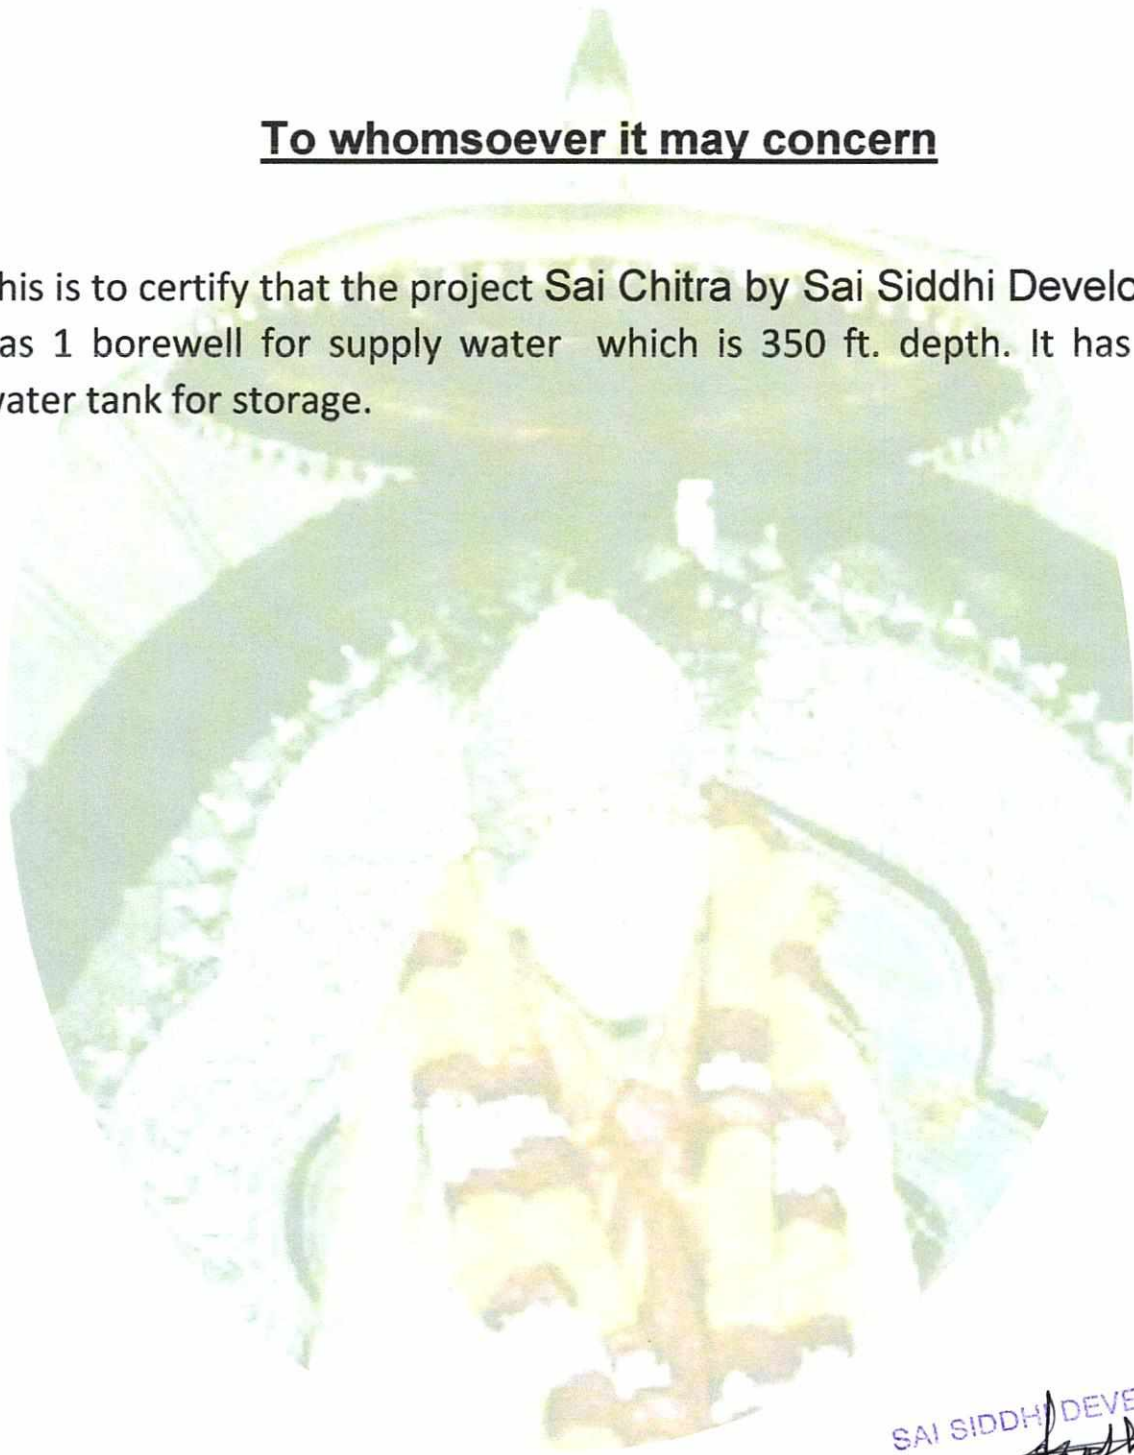 To whomsoever it may concern
his is to certify that the project Sai Chitra by Sai Siddhi Develo
as 1 borewell for supply water which is 350 ft. depth. It has
vater tank for storage.
SAI SIDDHI DEVE